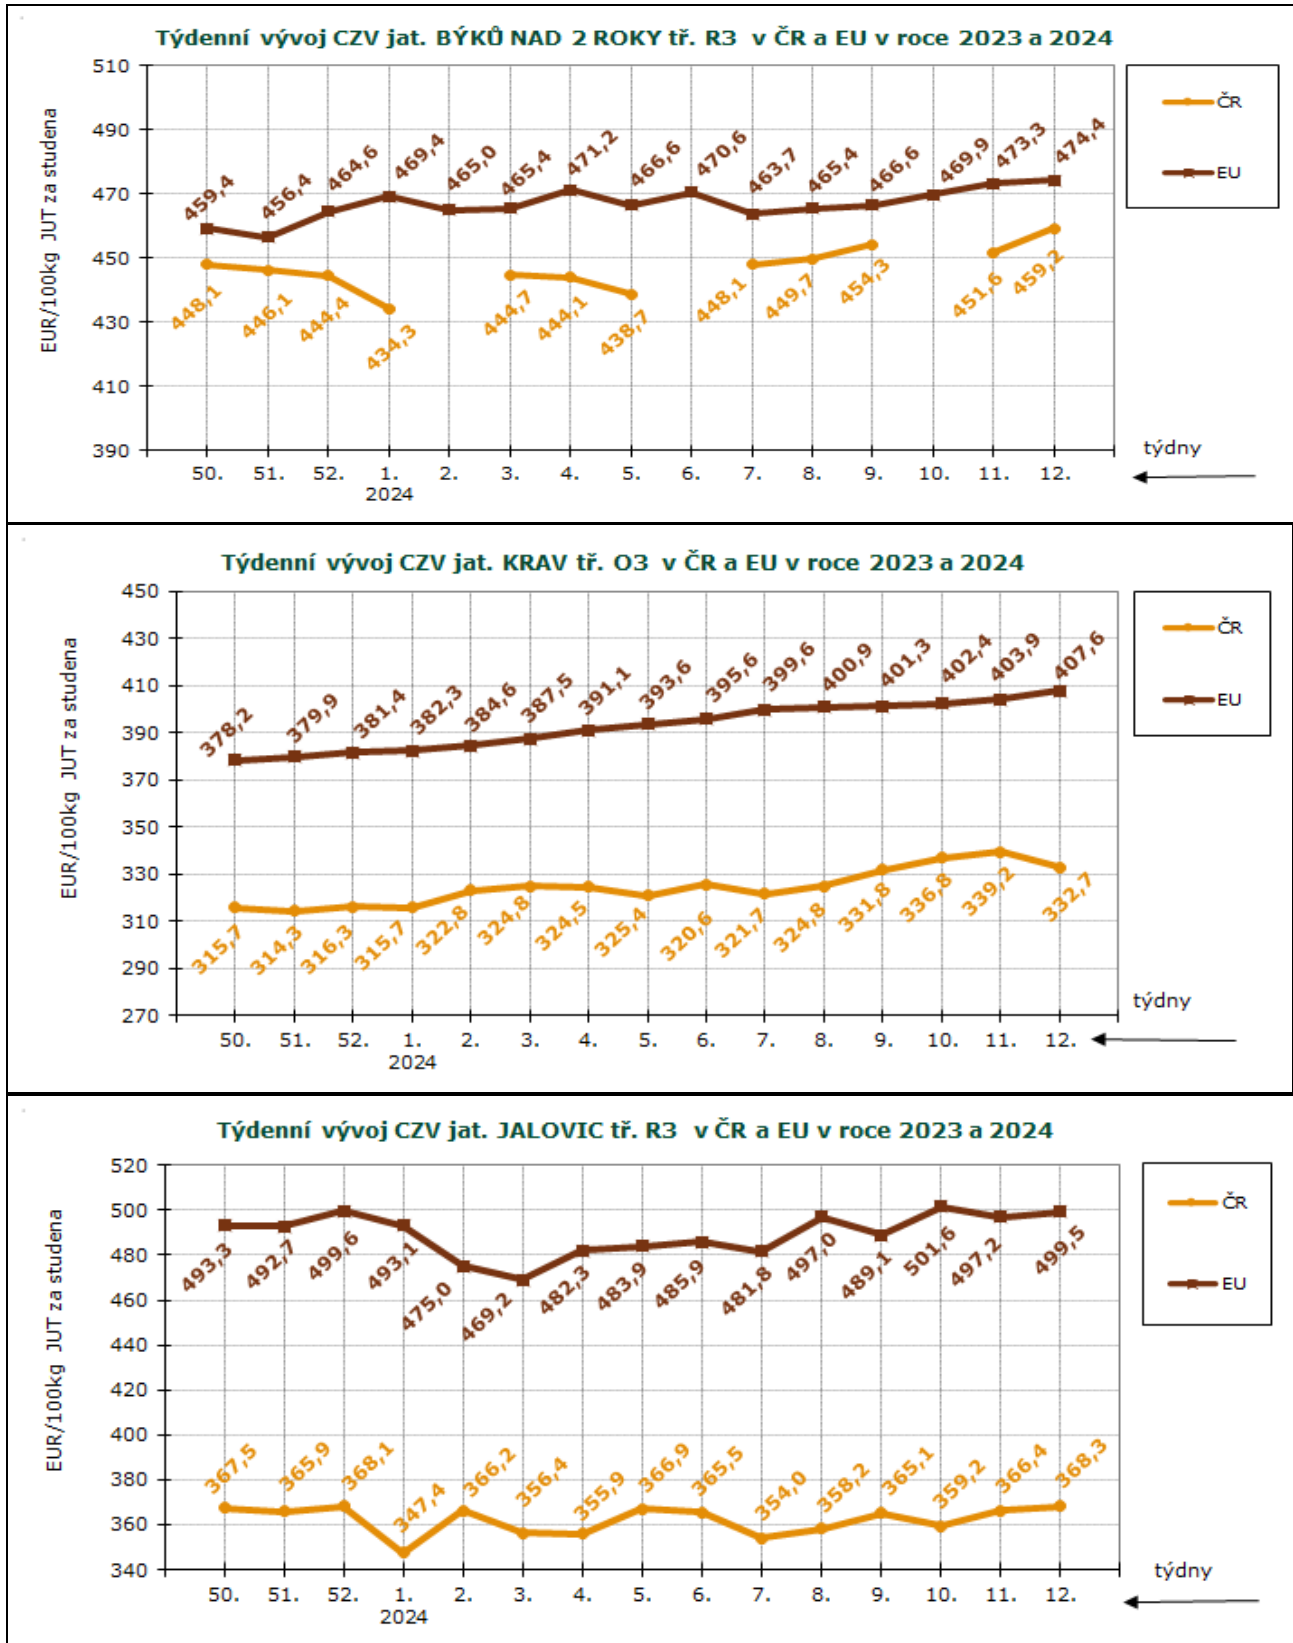 Týdenní vývoj CZV jat. BÝKŮ NAD 2 ROKY tř. R3 v ČR a EU v roce 2023 a 2024
EUR/100kg JUT za studena
510
490
470
450
430
410
390
459,4 456,4 464,6 469,4 465,0 465,4 471,2 466,6 470,6 463,7 465,4 466,6 469,9 473,3 474,4
448,1 446,1 444,4 434,3 444,7 444,1 438,7 448,1 449,7 454,3 451,6 459,2
50. 51. 52. 1. 2. 3. 4. 5. 6. 7. 8. 9. 10. 11. 12.
2024
týdny
ČR
EU
Týdenní vývoj CZV jat. KRAV tř. O3 v ČR a EU v roce 2023 a 2024
EUR/100kg JUT za studena
450
430
410
390
370
350
330
310
290
270
378,2 379,9 381,4 382,3 384,6 387,5 391,1 393,6 395,6 399,6 400,9 401,3 402,4 403,9 407,6
315,7 314,3 316,3 315,7 322,8 324,8 324,5 325,4 320,6 321,7 324,8 331,8 336,8 339,2 332,7
50. 51. 52. 1. 2. 3. 4. 5. 6. 7. 8. 9. 10. 11. 12.
2024
týdny
ČR
EU
Týdenní vývoj CZV jat. JALOVIC tř. R3 v ČR a EU v roce 2023 a 2024
EUR/100kg JUT za studena
520
500
480
460
440
420
400
380
360
340
493,3 492,7 499,6 493,1 475,0 469,2 482,3 483,9 485,9 481,8 497,0 489,1 501,6 497,2 499,5
367,5 365,9 368,1 347,4 366,2 356,4 355,9 366,9 365,5 354,0 358,2 365,1 359,2 366,4 368,3
50. 51. 52. 1. 2. 3. 4. 5. 6. 7. 8. 9. 10. 11. 12.
2024
týdny
ČR
EU